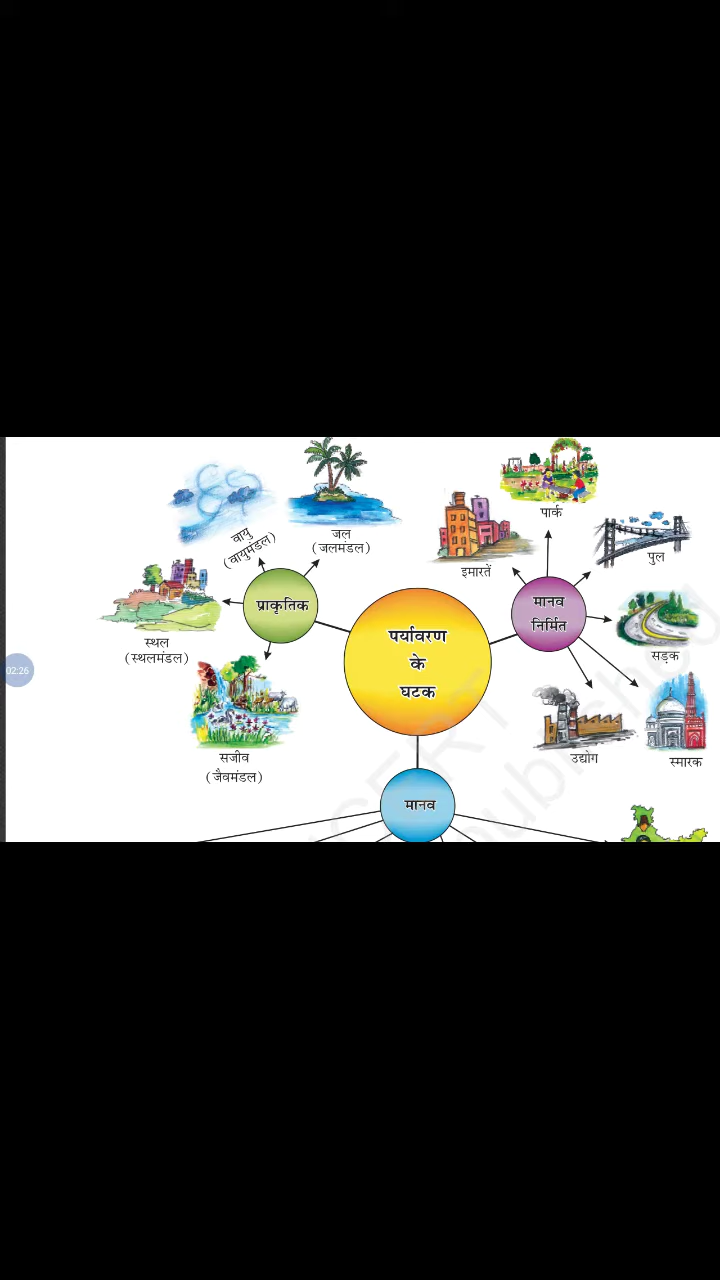 वायु
(वायुमंडल)
जल
(जलमंडल)
पार्क
पुल
इमारतें
प्राकृतिक
मानव
निर्मित
पर्यावरण
के
घटक
स्थल
(स्थलमंडल)
सड़क
02:26
सजीव
(जैवमंडल)
उद्योग
स्मारक
मानव